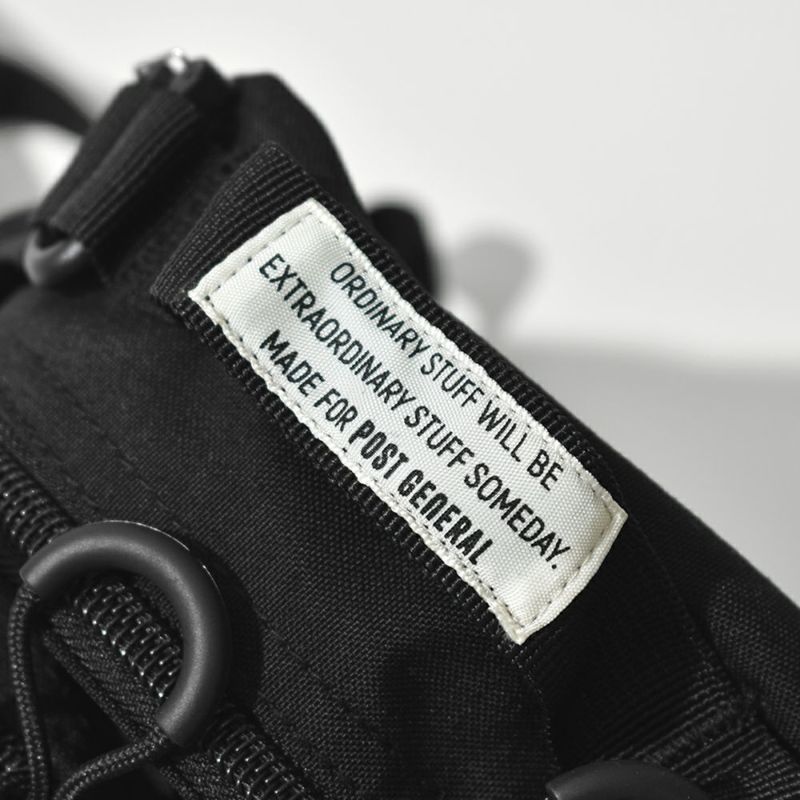 ORDINARY STUFF WILL BE
EXTRAORDINARY STUFF SOMEDAY.
MADE FOR POST GENERAL